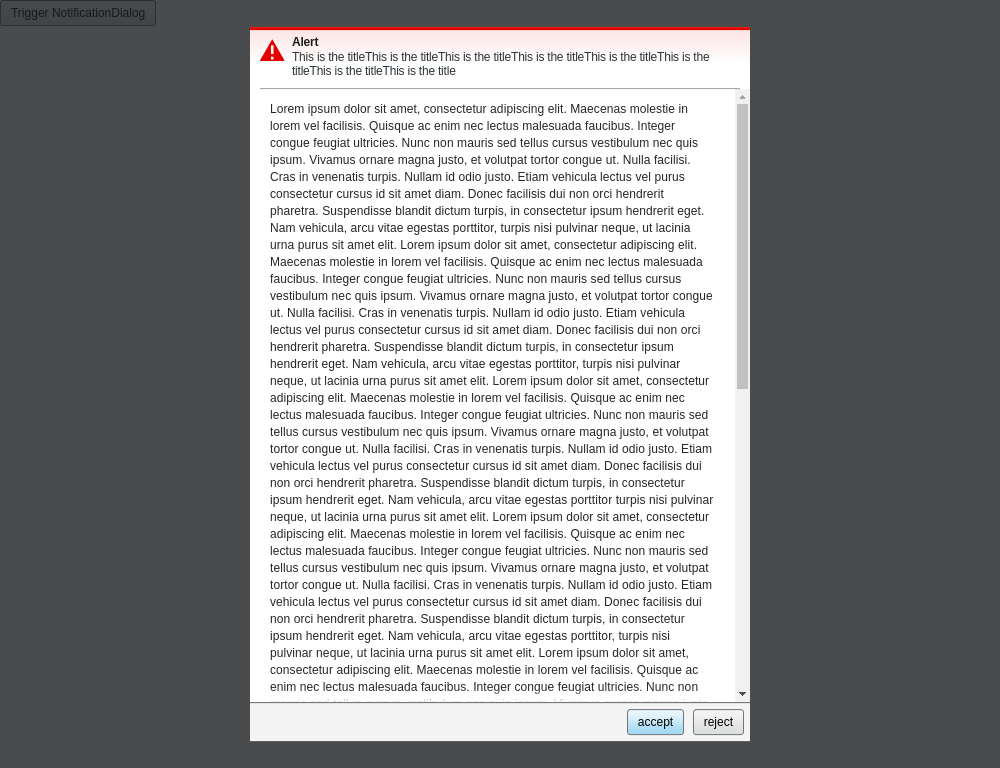 Trigger NotificationDialog
Alert
This is the titleThis is the titleThis is the titleThis is the titleThis is the titleThis is the
titleThis is the titleThis is the title
Lorem ipsum dolor sit amet, consectetur adipiscing elit. Maecenas molestie in
lorem vel facilisis. Quisque ac enim nec lectus malesuada faucibus. Integer
congue feugiat ultricies. Nunc non mauris sed tellus cursus vestibulum nec quis
ipsum. Vivamus ornare magna justo, et volutpat tortor congue ut. Nulla facilisi.
Cras in venenatis turpis. Nullam id odio justo. Etiam vehicula lectus vel purus
consectetur cursus id sit amet diam. Donec facilisis dui non orci hendrerit
pharetra. Suspendisse blandit dictum turpis, in consectetur ipsum hendrerit eget.
Nam vehicula, arcu vitae egestas porttitor, turpis nisi pulvinar neque, ut lacinia
urna purus sit amet elit. Lorem ipsum dolor sit amet, consectetur adipiscing elit.
Maecenas molestie in lorem vel facilisis. Quisque ac enim nec lectus malesuada
faucibus. Integer congue feugiat ultricies. Nunc non mauris sed tellus cursus
vestibulum nec quis ipsum. Vivamus ornare magna justo, et volutpat tortor congue
ut. Nulla facilisi. Cras in venenatis turpis. Nullam id odio justo. Etiam vehicula
lectus vel purus consectetur cursus id sit amet diam. Donec facilisis dui non orci
hendrerit pharetra. Suspendisse blandit dictum turpis, in consectetur ipsum
hendrerit eget. Nam vehicula, arcu vitae egestas porttitor, turpis nisi pulvinar
neque, ut lacinia urna purus sit amet elit. Lorem ipsum dolor sit amet, consectetur
adipiscing elit. Maecenas molestie in lorem vel facilisis. Quisque ac enim nec
lectus malesuada faucibus. Integer congue feugiat ultricies. Nunc non mauris sed
tellus cursus vestibulum nec quis ipsum. Vivamus ornare magna justo, et volutpat
tortor congue ut. Nulla facilisi. Cras in venenatis turpis. Nullam id odio justo. Etiam
vehicula lectus vel purus consectetur cursus id sit amet diam. Donec facilisis dui
non orci hendrerit pharetra. Suspendisse blandit dictum turpis, in consectetur
ipsum hendrerit eget. Nam vehicula, arcu vitae egestas porttitor turpis nisi pulvinar
neque, ut lacinia urna purus sit amet elit. Lorem ipsum dolor sit amet, consectetur
adipiscing elit. Maecenas molestie in lorem vel facilisis. Quisque ac enim nec
lectus malesuada faucibus. Integer congue feugiat ultricies. Nunc non mauris sed
tellus cursus vestibulum nec quis ipsum. Vivamus ornare magna justo, et volutpat
tortor congue ut. Nulla facilisi. Cras in venenatis turpis. Nullam id odio justo. Etiam
vehicula lectus vel purus consectetur cursus id sit amet diam. Donec facilisis dui
non orci hendrerit pharetra. Suspendisse blandit dictum turpis, in consectetur
ipsum hendrerit eget. Nam vehicula, arcu vitae egestas porttitor, turpis nisi
pulvinar neque, ut lacinia urna purus sit amet elit. Lorem ipsum dolor sit amet,
consectetur adipiscing elit. Maecenas molestie in lorem vel facilisis. Quisque ac
enim nec lectus malesuada faucibus. Integer congue feugiat ultricies. Nunc non
accept reject